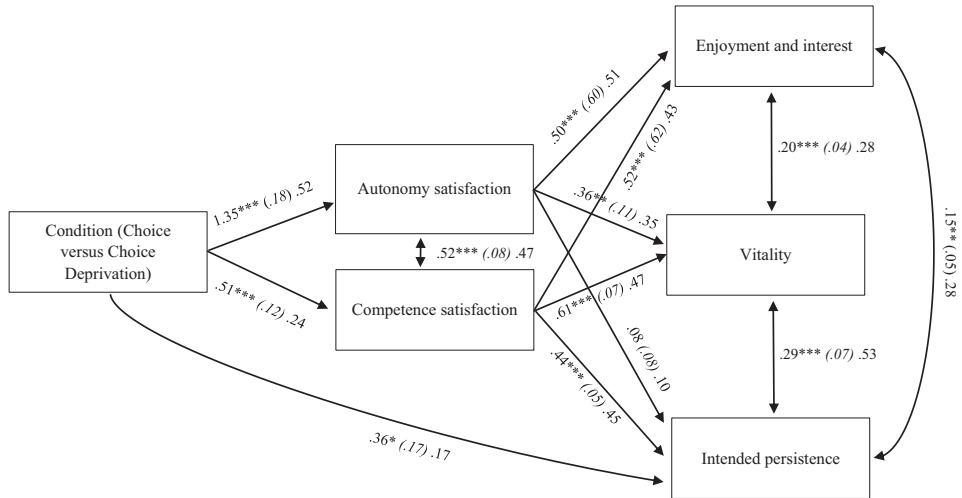 Enjoyment and interest
.50*** (.60) .51
.52*** (.62) .43
.20*** (.04) .28
Autonomy satisfaction
1.35*** (.18) .52
.36** (.11) .35
.15** (.05) .28
Condition (Choice
versus Choice
Deprivation)
.52*** (.08) .47
Vitality
.51*** (.12) .24
Competence satisfaction
.61*** (.07) .47
.08 (.08) .10
.44*** (.05) .45
.29*** (.07) .53
.36* (.17) .17
Intended persistence